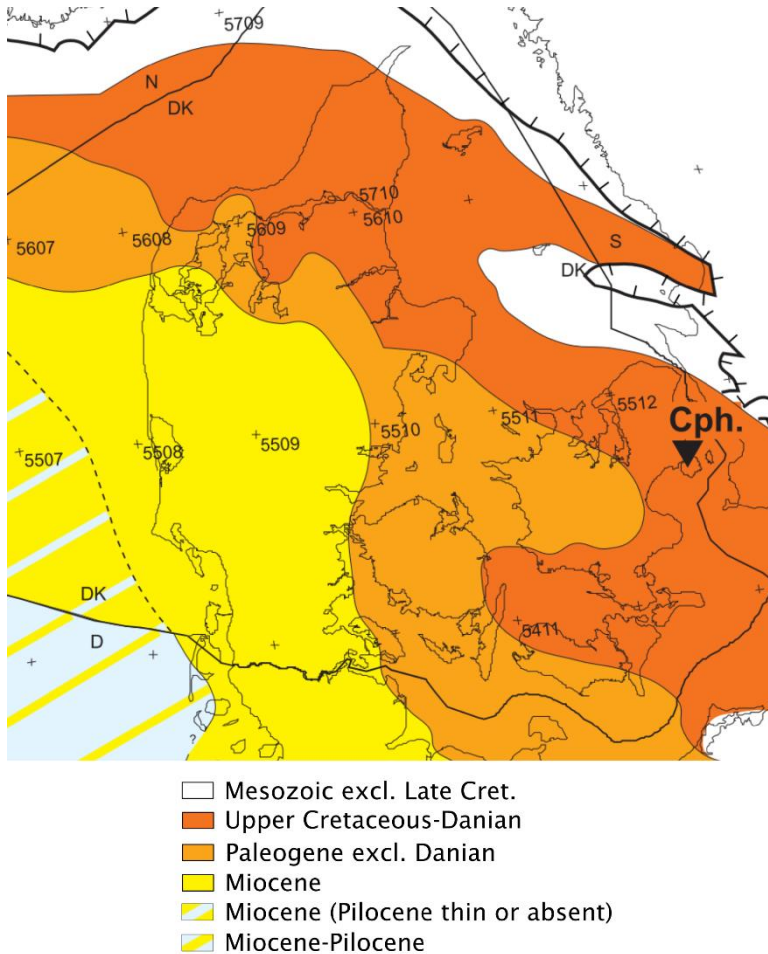 5709
N
DK
5710
5610
5609
5608
5607
S
DK
5512
5511
5510
5509
5508
5507
Cph.
DK
D
5411
?
Mesozoic excl. Late Cret.
Upper Cretaceous-Danian
Paleogene excl. Danian
Miocene
Miocene (Pilocene thin or absent)
Miocene-Pilocene